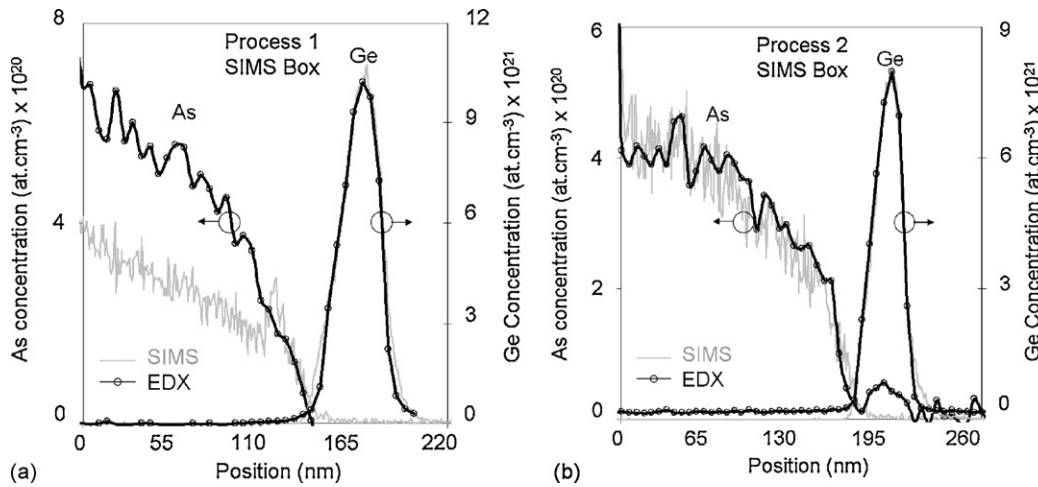 8
12
Process 1
SIMS Box
Ge
As
As concentration (at.cm⁻³) x 10²⁰
4
0
10
6
3
0
Ge Concentration (at.cm⁻³) x 10²¹
SIMS
EDX
0 55 110 165 220
Position (nm)
(a)
6
9
Process 2
SIMS Box
Ge
As
As concentration (at.cm⁻³) x 10²⁰
4
2
0
6
3
0
Ge Concentration (at.cm⁻³) x 10²¹
SIMS
EDX
0 65 130 195 260
Position (nm)
(b)